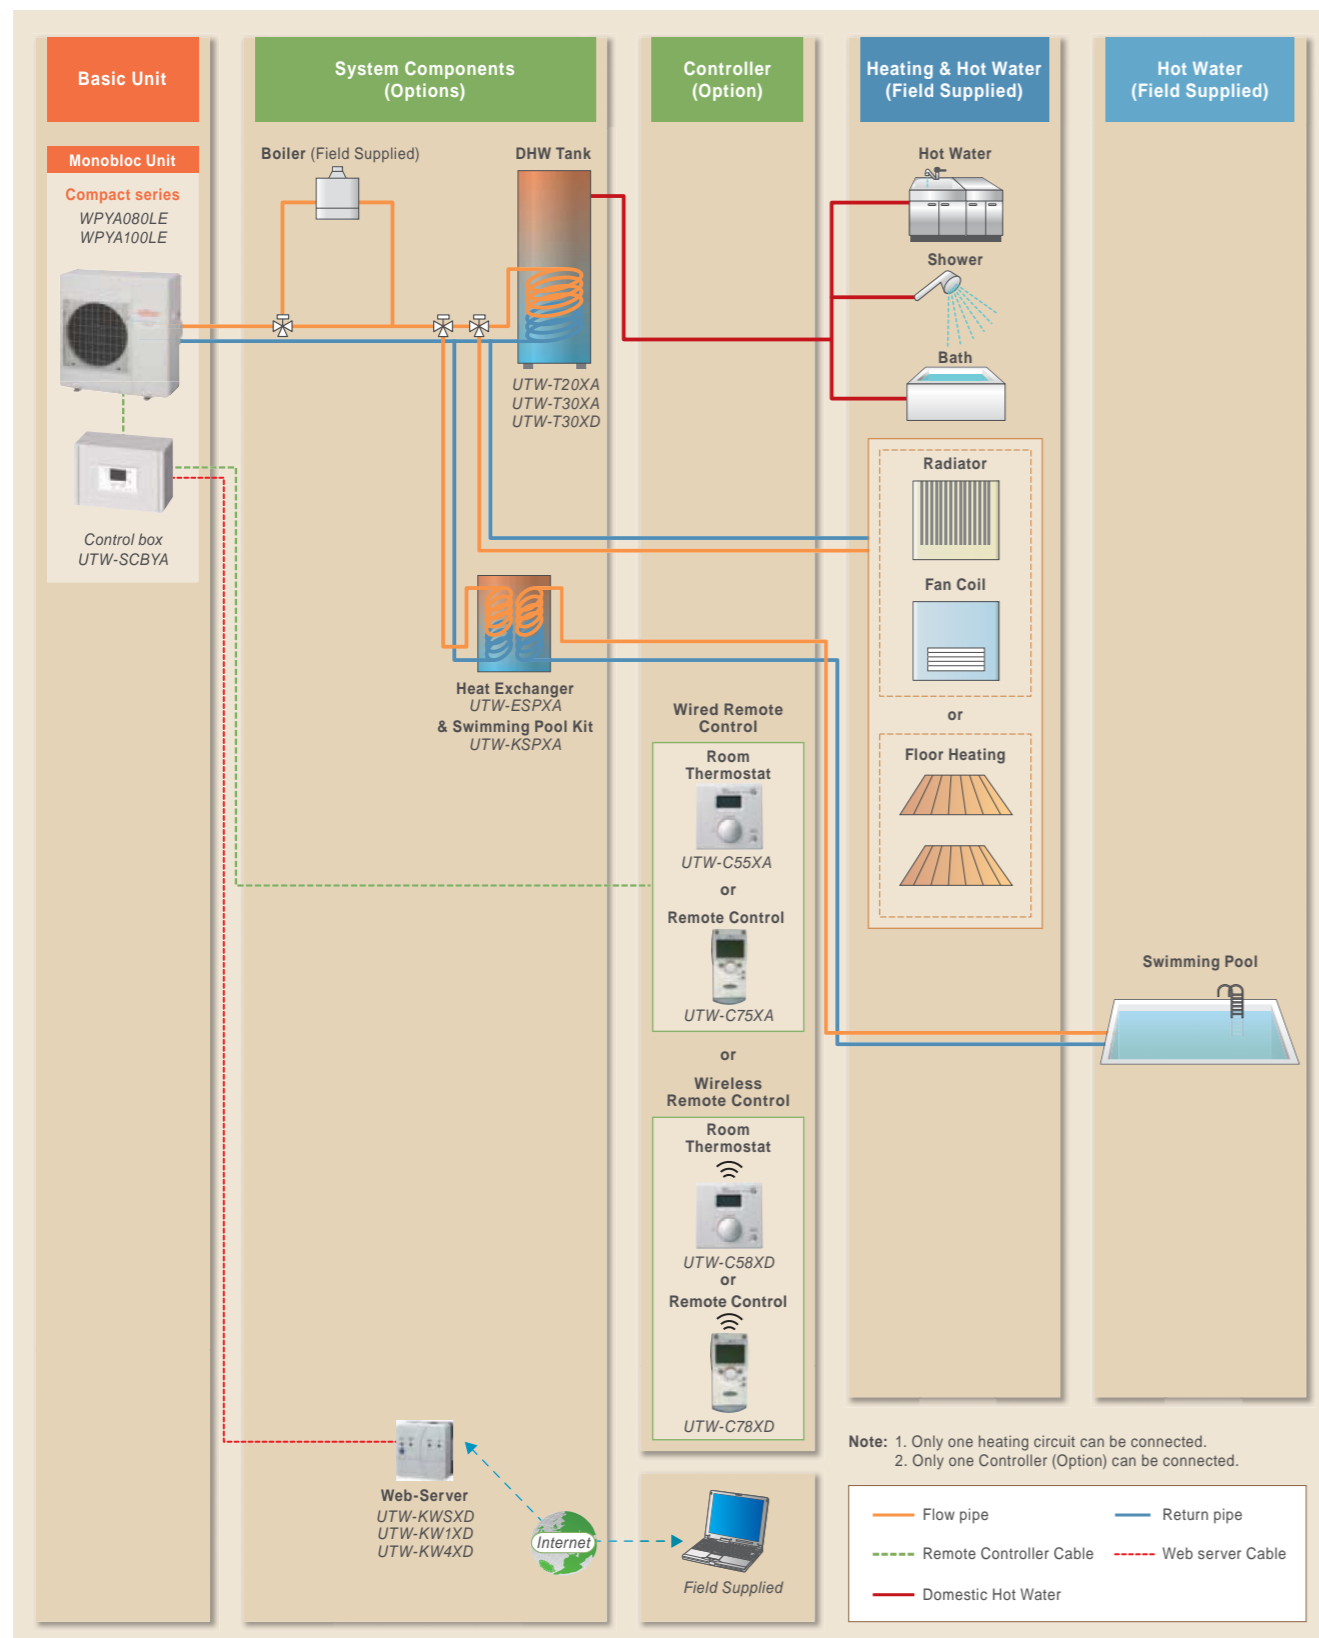 Basic Unit
System Components
(Options)
Controller
(Option)
Heating & Hot Water
(Field Supplied)
Hot Water
(Field Supplied)
Monobloc Unit
Compact series
WPYA080LE
WPYA100LE
Control box
UTW-SCBYA
Boiler (Field Supplied)
DHW Tank
UTW-T20XA
UTW-T30XA
UTW-T30XD
Heat Exchanger
UTW-ESPXA
& Swimming Pool Kit
UTW-KSPXA
Web-Server
UTW-KWSXD
UTW-KW1XD
UTW-KW4XD
Internet
Wired Remote
Control
Room
Thermostat
UTW-C55XA
or
Remote Control
UTW-C75XA
or
Wireless
Remote Control
Room
Thermostat
UTW-C58XD
or
Remote Control
UTW-C78XD
Field Supplied
Hot Water
Shower
Bath
Radiator
Fan Coil
or
Floor Heating
Swimming Pool
Note: 1. Only one heating circuit can be connected.
2. Only one Controller (Option) can be connected.
Flow pipe
Return pipe
Remote Controller Cable
Web server Cable
Domestic Hot Water